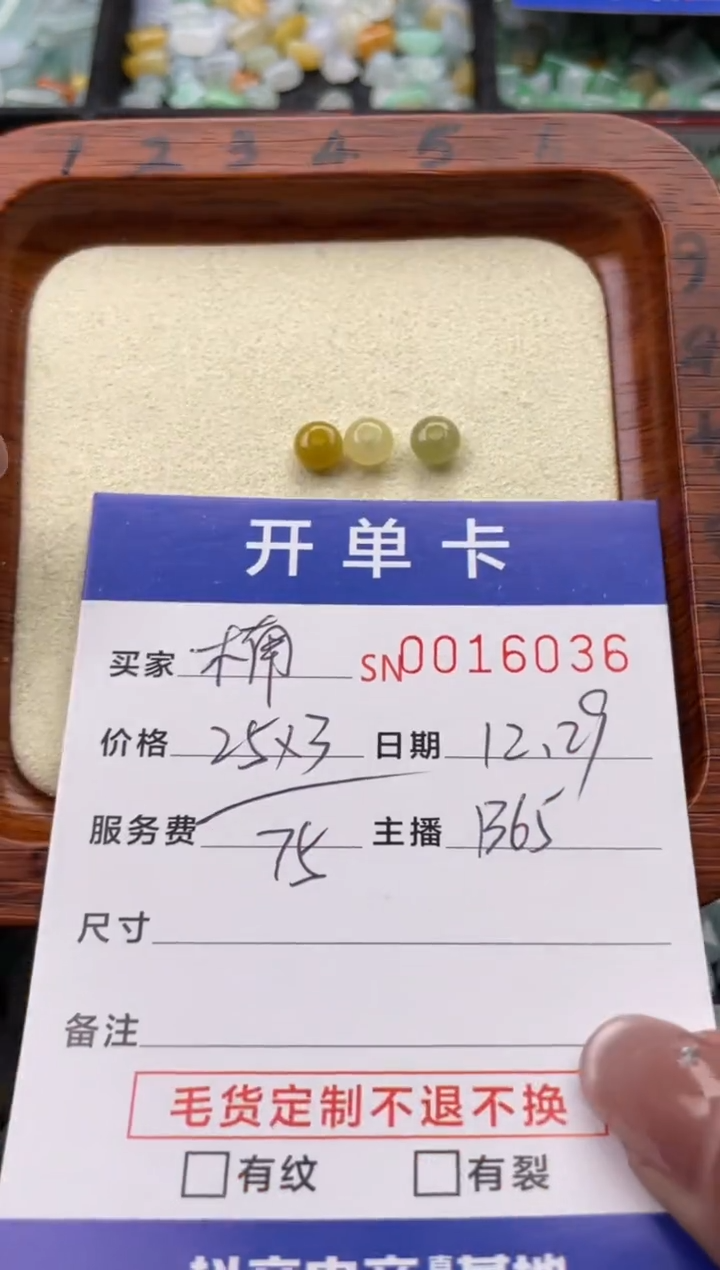 1 2 3 4 5
开单卡
买家 楠 SN0016036
价格 25x3 日期 12.29
服务费 75 主播 B65
尺寸
备注
毛货定制不退不换
有纹 有裂